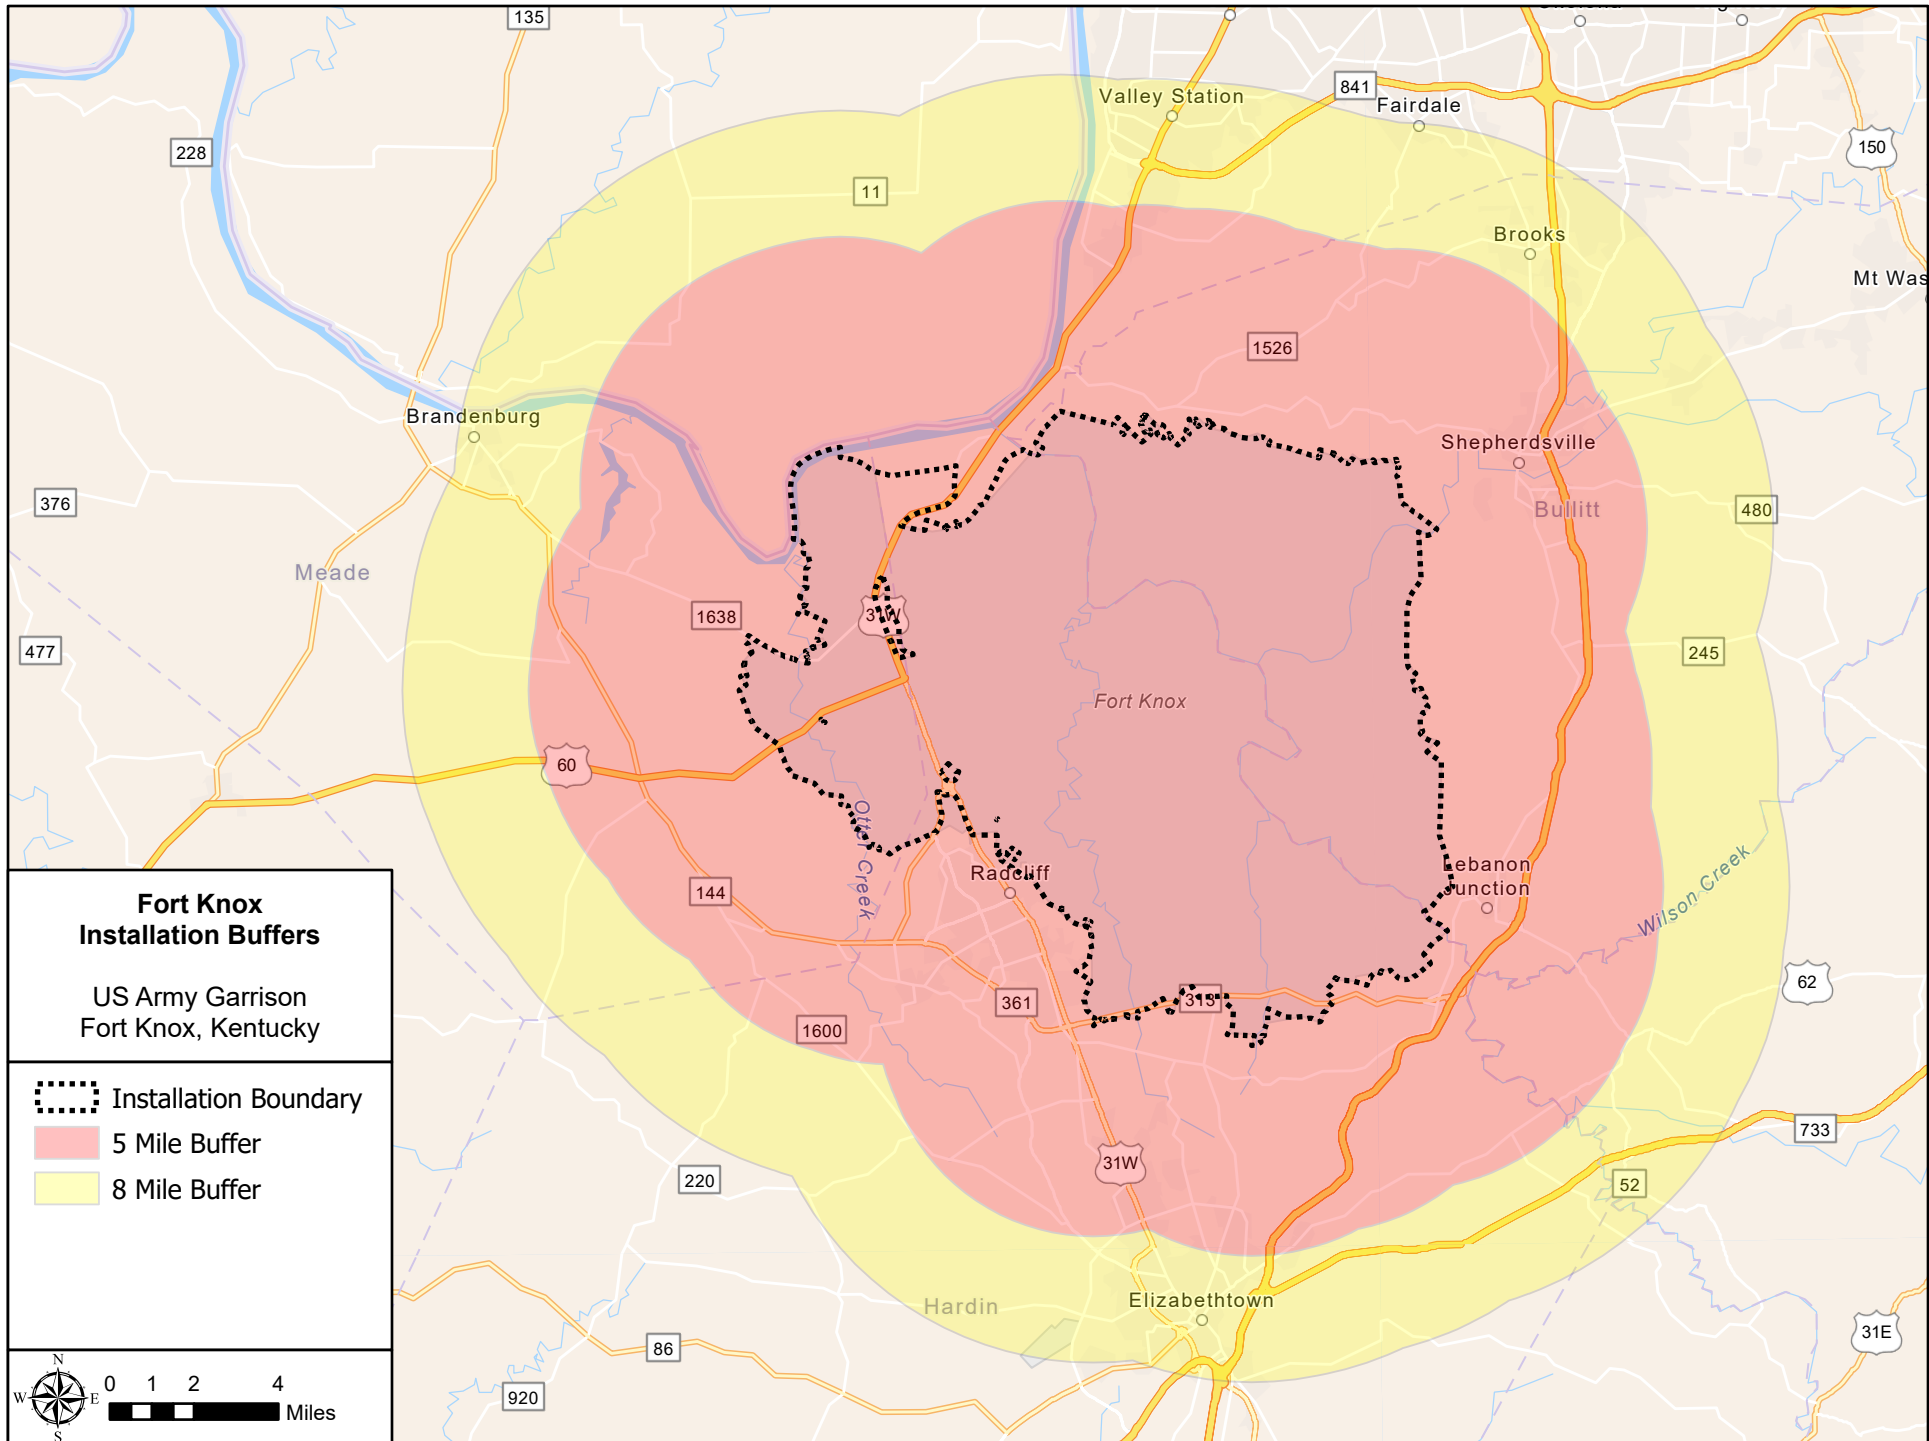 135
841
Valley Station
Fairdale
150
228
11
Brooks
Mt Was
1526
Brandenburg
Shepherdsville
376
Bullitt
480
Meade
1638
31W
477
245
Fort Knox
60
Otter Creek
Radcliff
Lebanon
Junction
144
Wilson Creek
Fort Knox
Installation Buffers
US Army Garrison
Fort Knox, Kentucky
62
361
313
1600
Installation Boundary
5 Mile Buffer
8 Mile Buffer
733
31W
220
52
Hardin
Elizabethtown
31E
86
920
N
W
E
S
0 1 2 4
Miles